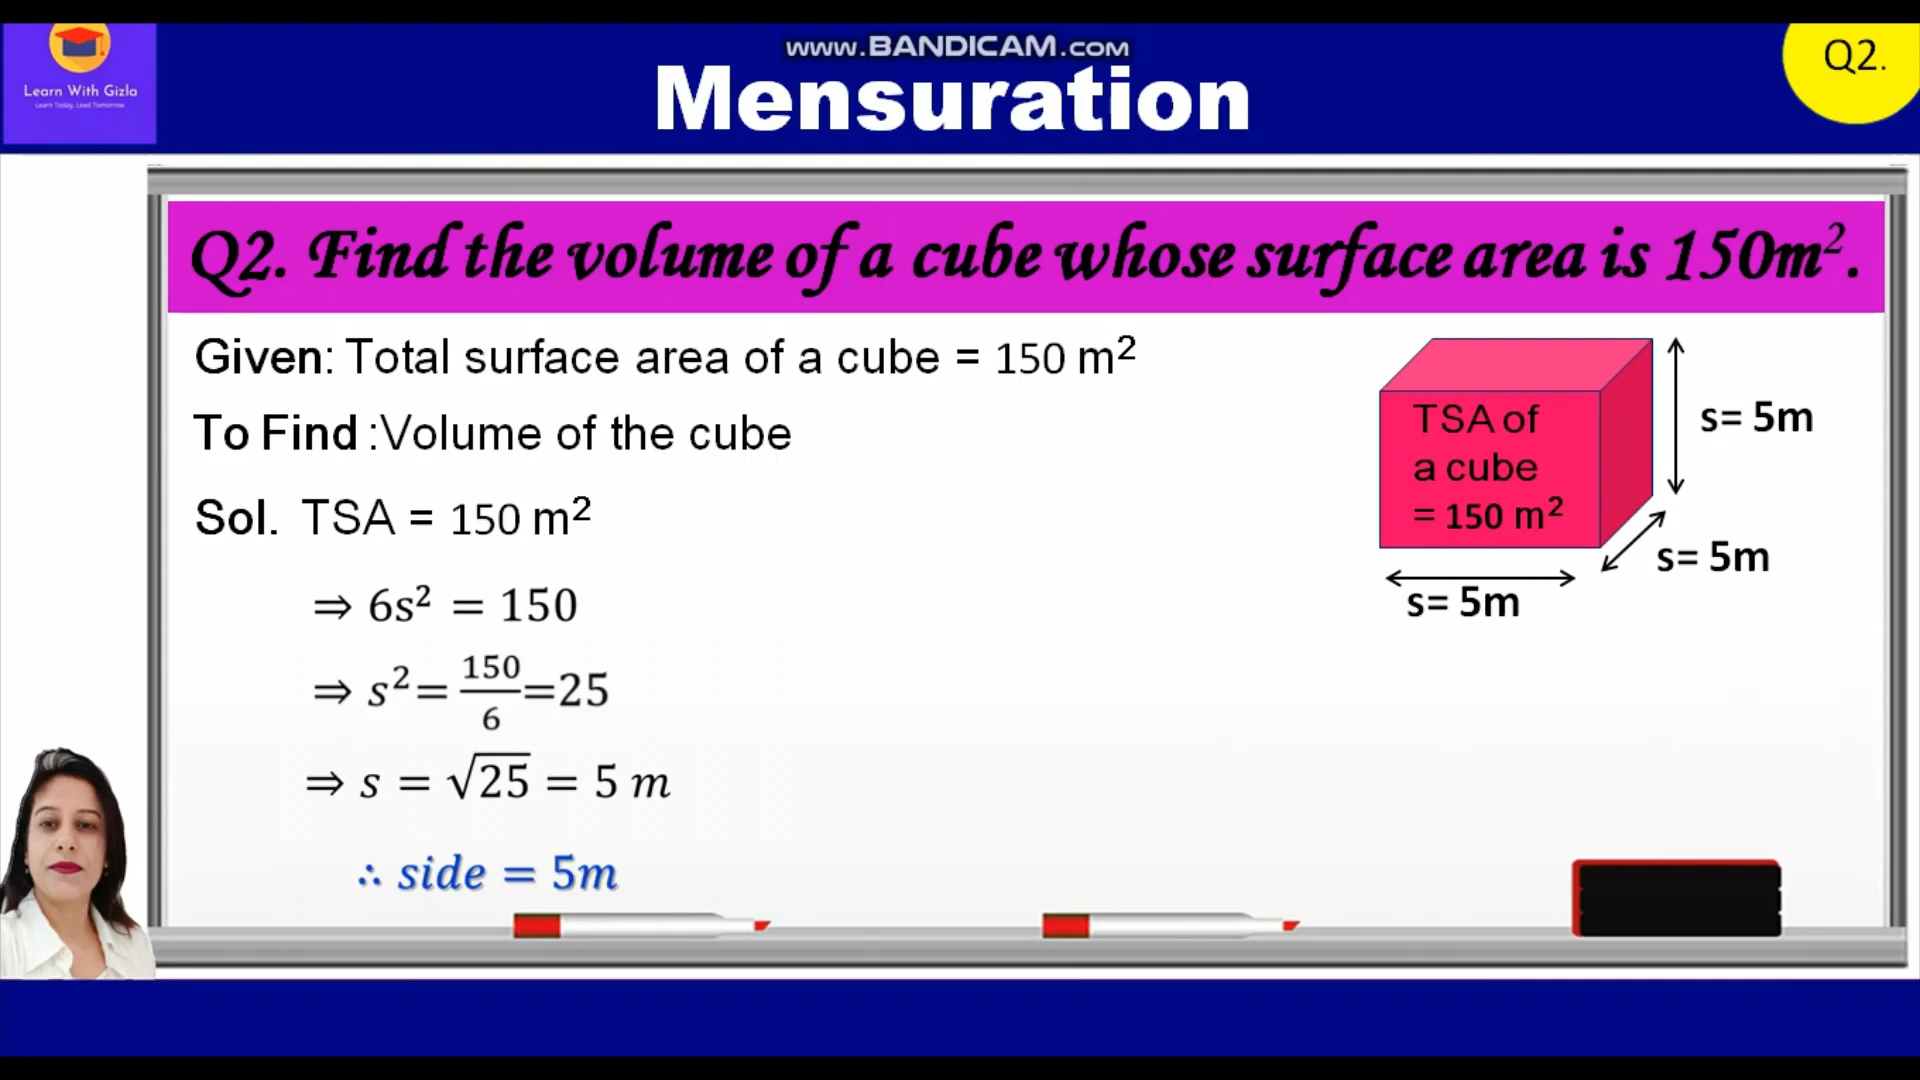 www.BANDICAM.com
Q2.
Learn With Gizla
Learn Today, Lead Tomorrow
Mensuration
Q2. Find the volume of a cube whose surface area is 150m².
Given: Total surface area of a cube = 150 m²
To Find :Volume of the cube
Sol. TSA = 150 m²
⇒ 6s² = 150
⇒ s²= 150/6 =25
⇒ s = √25 = 5 m
∴ side = 5m
TSA of
a cube
= 150 m²
s= 5m
s= 5m
s= 5m